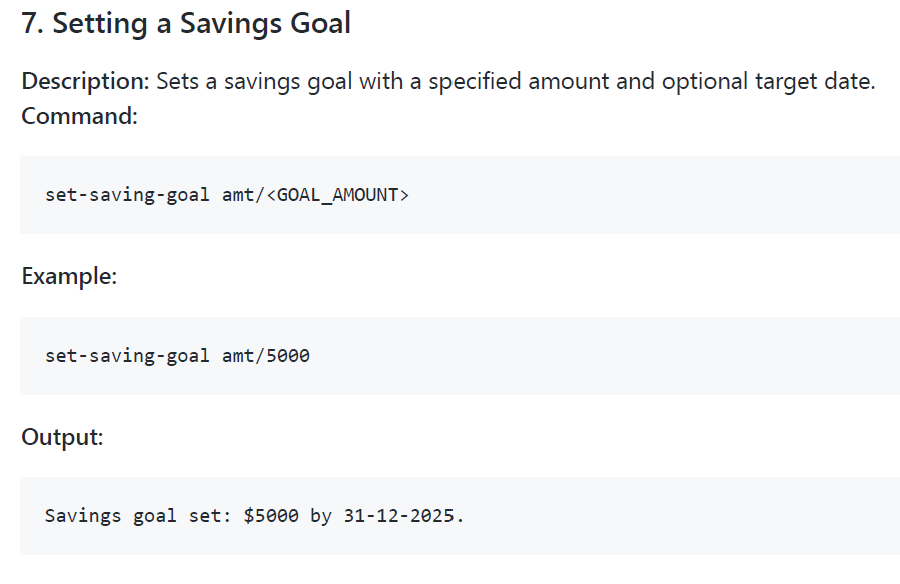 7. Setting a Savings Goal
Description: Sets a savings goal with a specified amount and optional target date.
Command:
set-saving-goal amt/<GOAL_AMOUNT>
Example:
set-saving-goal amt/5000
Output:
Savings goal set: $5000 by 31-12-2025.